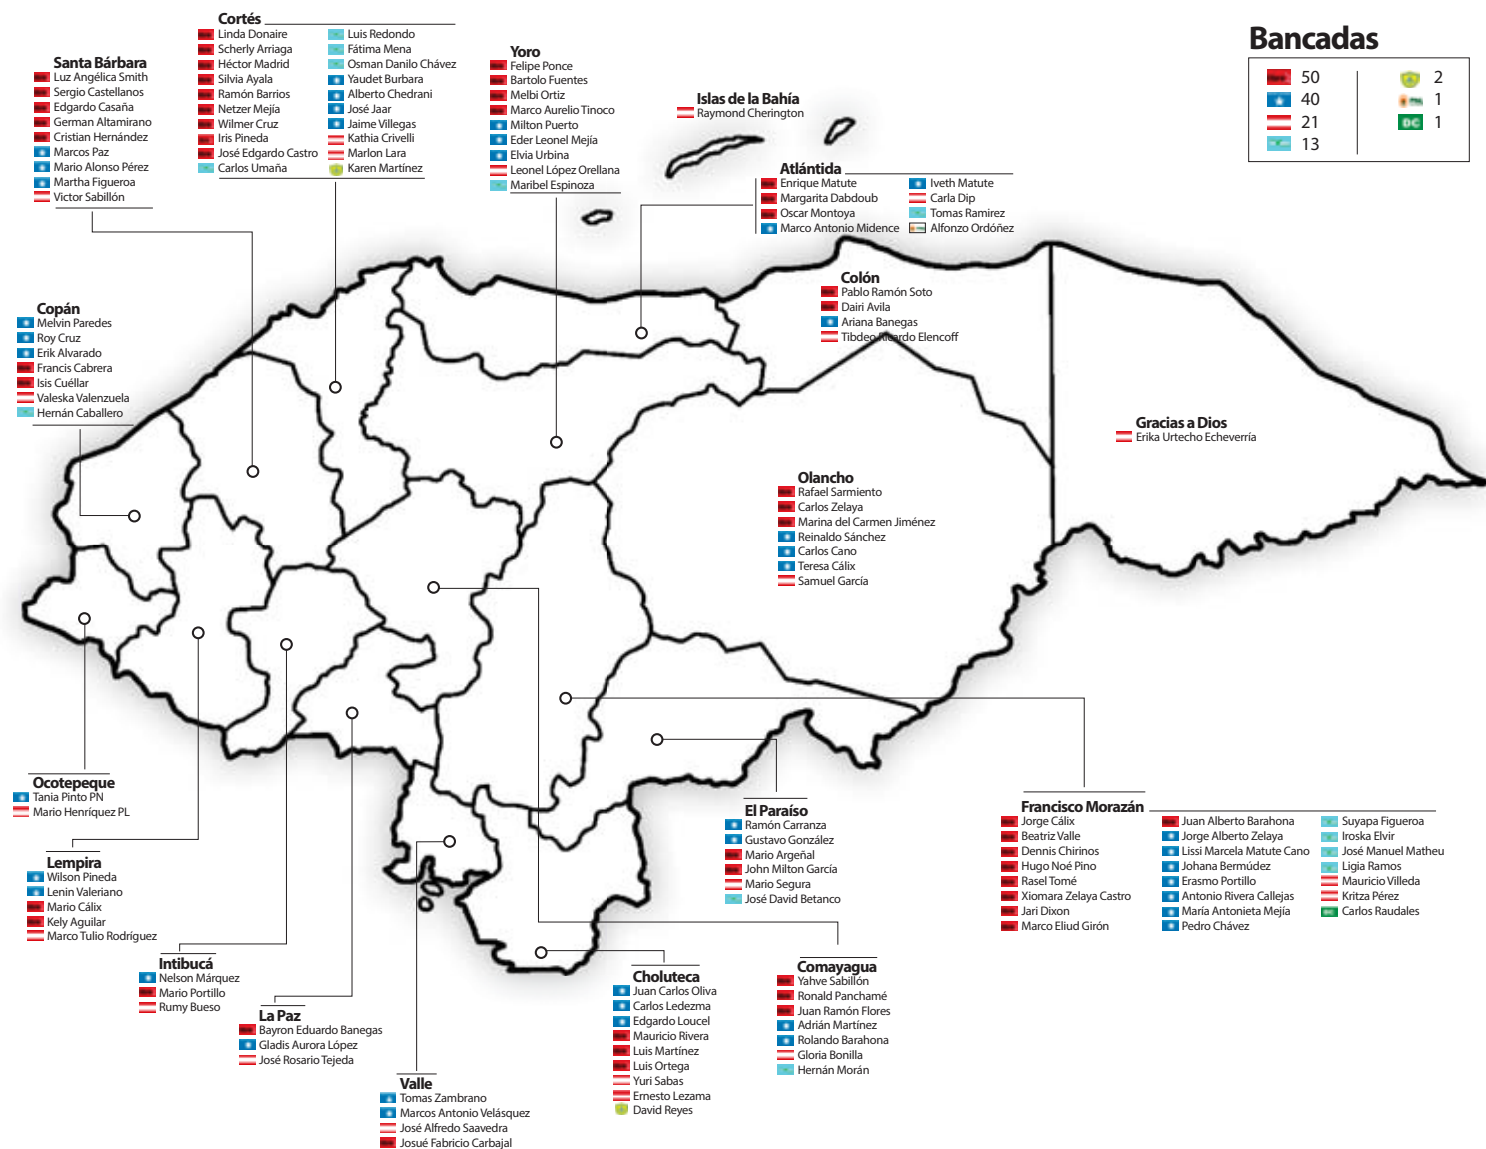 Bancadas
50
40
21
13
2
1
1
DC
Santa Bárbara
Luz Angélica Smith
Sergio Castellanos
Edgardo Casaña
German Altamirano
Cristian Hernández
Marcos Paz
Mario Alonso Pérez
Martha Figueroa
Victor Sabillón
Cortés
Linda Donaire
Scherly Arriaga
Héctor Madrid
Silvia Ayala
Ramón Barrios
Netzer Mejía
Wilmer Cruz
Iris Pineda
José Edgardo Castro
Carlos Umaña
Luis Redondo
Fátima Mena
Osman Danilo Chávez
Yaudet Burbara
Alberto Chedrani
José Jaar
Jaime Villegas
Kathia Crivelli
Marlon Lara
Karen Martínez
Yoro
Felipe Ponce
Bartolo Fuentes
Melbi Ortiz
Marco Aurelio Tinoco
Milton Puerto
Eder Leonel Mejía
Elvia Urbina
Leonel López Orellana
Maribel Espinoza
Islas de la Bahía
Raymond Cherington
Atlántida
Enrique Matute
Margarita Dabdoub
Oscar Montoya
Marco Antonio Midence
Iveth Matute
Carla Dip
Tomas Ramirez
Alfonzo Ordóñez
Colón
Pablo Ramón Soto
Dairi Avila
Ariana Banegas
Tibdeo Ricardo Elencoff
Copán
Melvin Paredes
Roy Cruz
Erik Alvarado
Francis Cabrera
Isis Cuéllar
Valeska Valenzuela
Hernán Caballero
Gracias a Dios
Erika Urtecho Echeverría
Olancho
Rafael Sarmiento
Carlos Zelaya
Marina del Carmen Jiménez
Reinaldo Sánchez
Carlos Cano
Teresa Cálix
Samuel García
Ocotepeque
Tania Pinto PN
Mario Henríquez PL
Lempira
Wilson Pineda
Lenin Valeriano
Mario Cálix
Kely Aguilar
Marco Tulio Rodríguez
Intibucá
Nelson Márquez
Mario Portillo
Rumy Bueso
La Paz
Bayron Eduardo Banegas
Gladis Aurora López
José Rosario Tejeda
Valle
Tomas Zambrano
Marcos Antonio Velásquez
José Alfredo Saavedra
Josué Fabricio Carbajal
Choluteca
Juan Carlos Oliva
Carlos Ledezma
Edgardo Loucel
Mauricio Rivera
Luis Martínez
Luis Ortega
Yuri Sabas
Ernesto Lezama
David Reyes
El Paraíso
Ramón Carranza
Gustavo González
Mario Argeñal
John Milton García
Mario Segura
José David Betanco
Comayagua
Yahve Sabillón
Ronald Panchamé
Juan Ramón Flores
Adrián Martínez
Rolando Barahona
Gloria Bonilla
Hernán Morán
Francisco Morazán
Jorge Cálix
Beatriz Valle
Dennis Chirinos
Hugo Noé Pino
Rasel Tomé
Xiomara Zelaya Castro
Jari Dixon
Marco Eliud Girón
Juan Alberto Barahona
Jorge Alberto Zelaya
Lissi Marcela Matute Cano
Johana Bermúdez
Erasmo Portillo
Antonio Rivera Callejas
María Antonieta Mejía
Pedro Chávez
Suyapa Figueroa
Iroska Elvir
José Manuel Matheu
Ligia Ramos
Mauricio Villeda
Kritza Pérez
Carlos Raudales